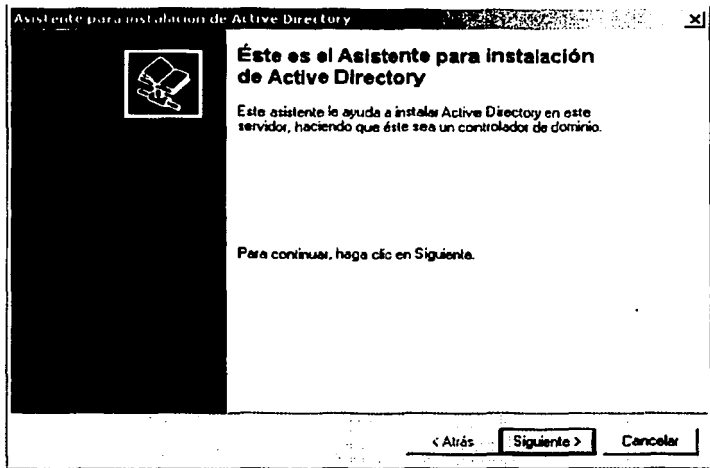 Asistente para instalación de Active Directory
Éste es el Asistente para instalación
de Active Directory
Este asistente le ayuda a instalar Active Directory en este
servidor, haciendo que éste sea un controlador de dominio.
Para continuar, haga clic en Siguiente.
< Atrás
Siguiente >
Cancelar